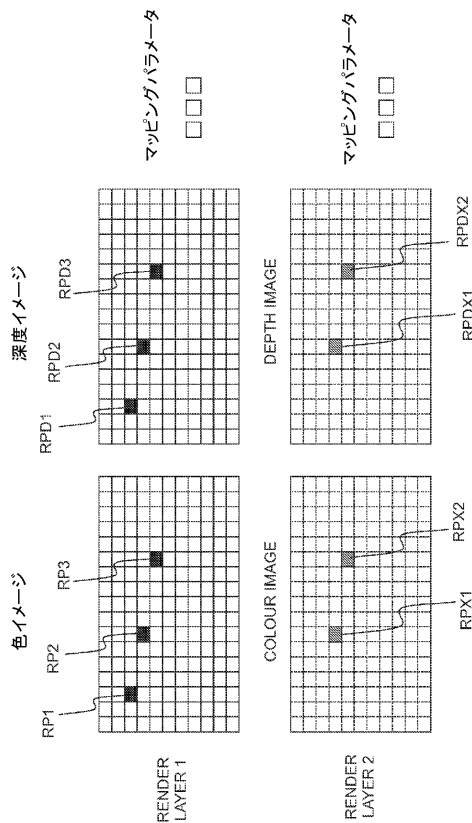 色イメージ
深度イメージ
RP1
RP2
RP3
RPD1
RPD2
RPD3
RENDER
LAYER 1
マッピングパラメータ
COLOUR IMAGE
DEPTH IMAGE
RENDER
LAYER 2
マッピングパラメータ
RPX1
RPX2
RPDX1
RPDX2